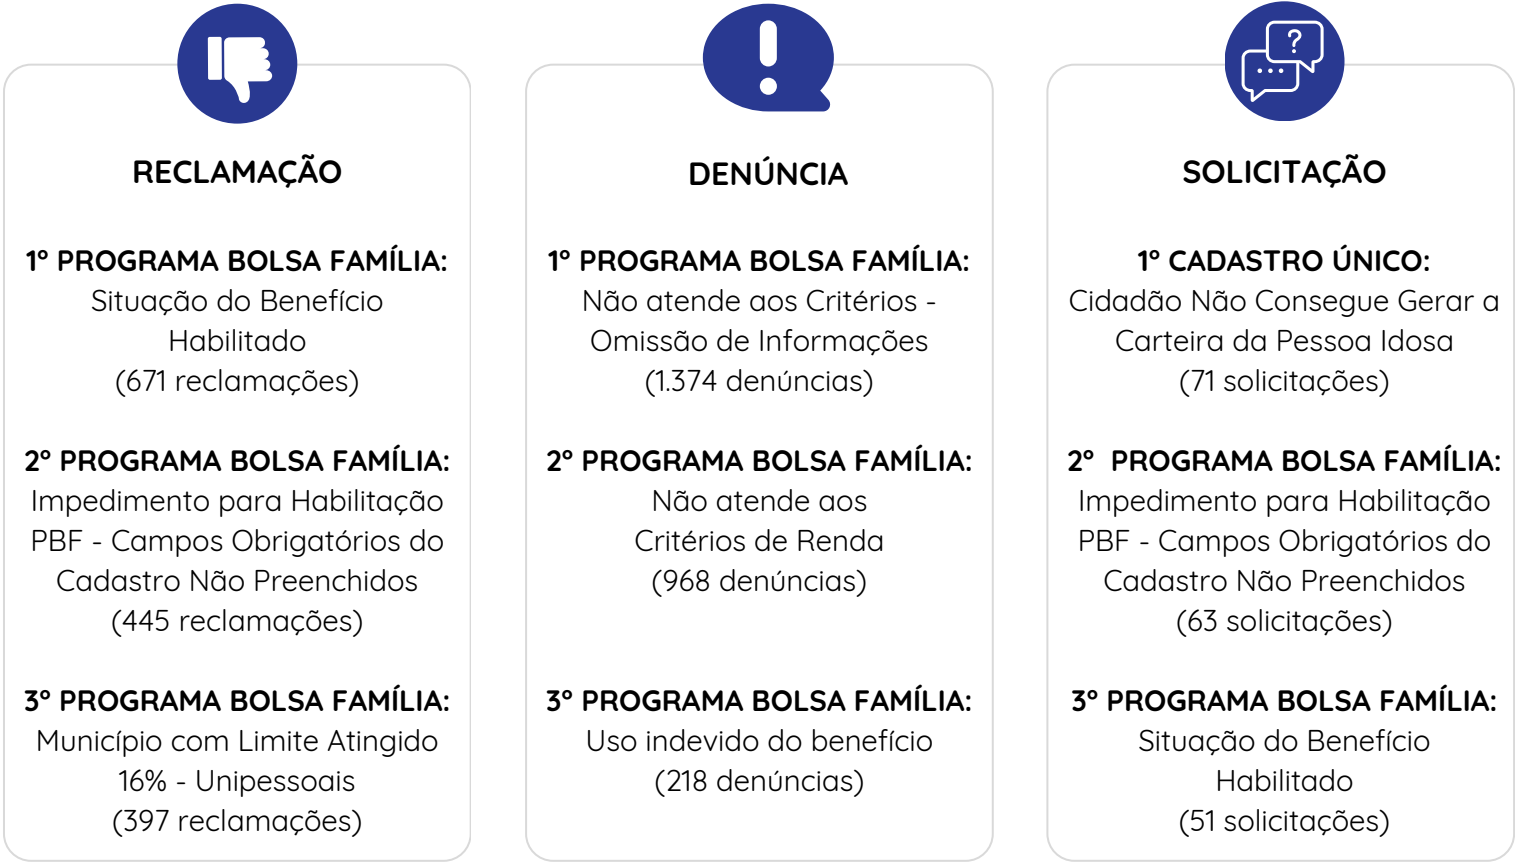 RECLAMAÇÃO
1º PROGRAMA BOLSA FAMÍLIA:
Situação do Benefício
Habilitado
(671 reclamações)
2º PROGRAMA BOLSA FAMÍLIA:
Impedimento para Habilitação
PBF - Campos Obrigatórios do
Cadastro Não Preenchidos
(445 reclamações)
3º PROGRAMA BOLSA FAMÍLIA:
Município com Limite Atingido
16% - Unipessoais
(397 reclamações)
DENÚNCIA
1º PROGRAMA BOLSA FAMÍLIA:
Não atende aos Critérios -
Omissão de Informações
(1.374 denúncias)
2º PROGRAMA BOLSA FAMÍLIA:
Não atende aos
Critérios de Renda
(968 denúncias)
3º PROGRAMA BOLSA FAMÍLIA:
Uso indevido do benefício
(218 denúncias)
SOLICITAÇÃO
1º CADASTRO ÚNICO:
Cidadão Não Consegue Gerar a
Carteira da Pessoa Idosa
(71 solicitações)
2º PROGRAMA BOLSA FAMÍLIA:
Impedimento para Habilitação
PBF - Campos Obrigatórios do
Cadastro Não Preenchidos
(63 solicitações)
3º PROGRAMA BOLSA FAMÍLIA:
Situação do Benefício
Habilitado
(51 solicitações)